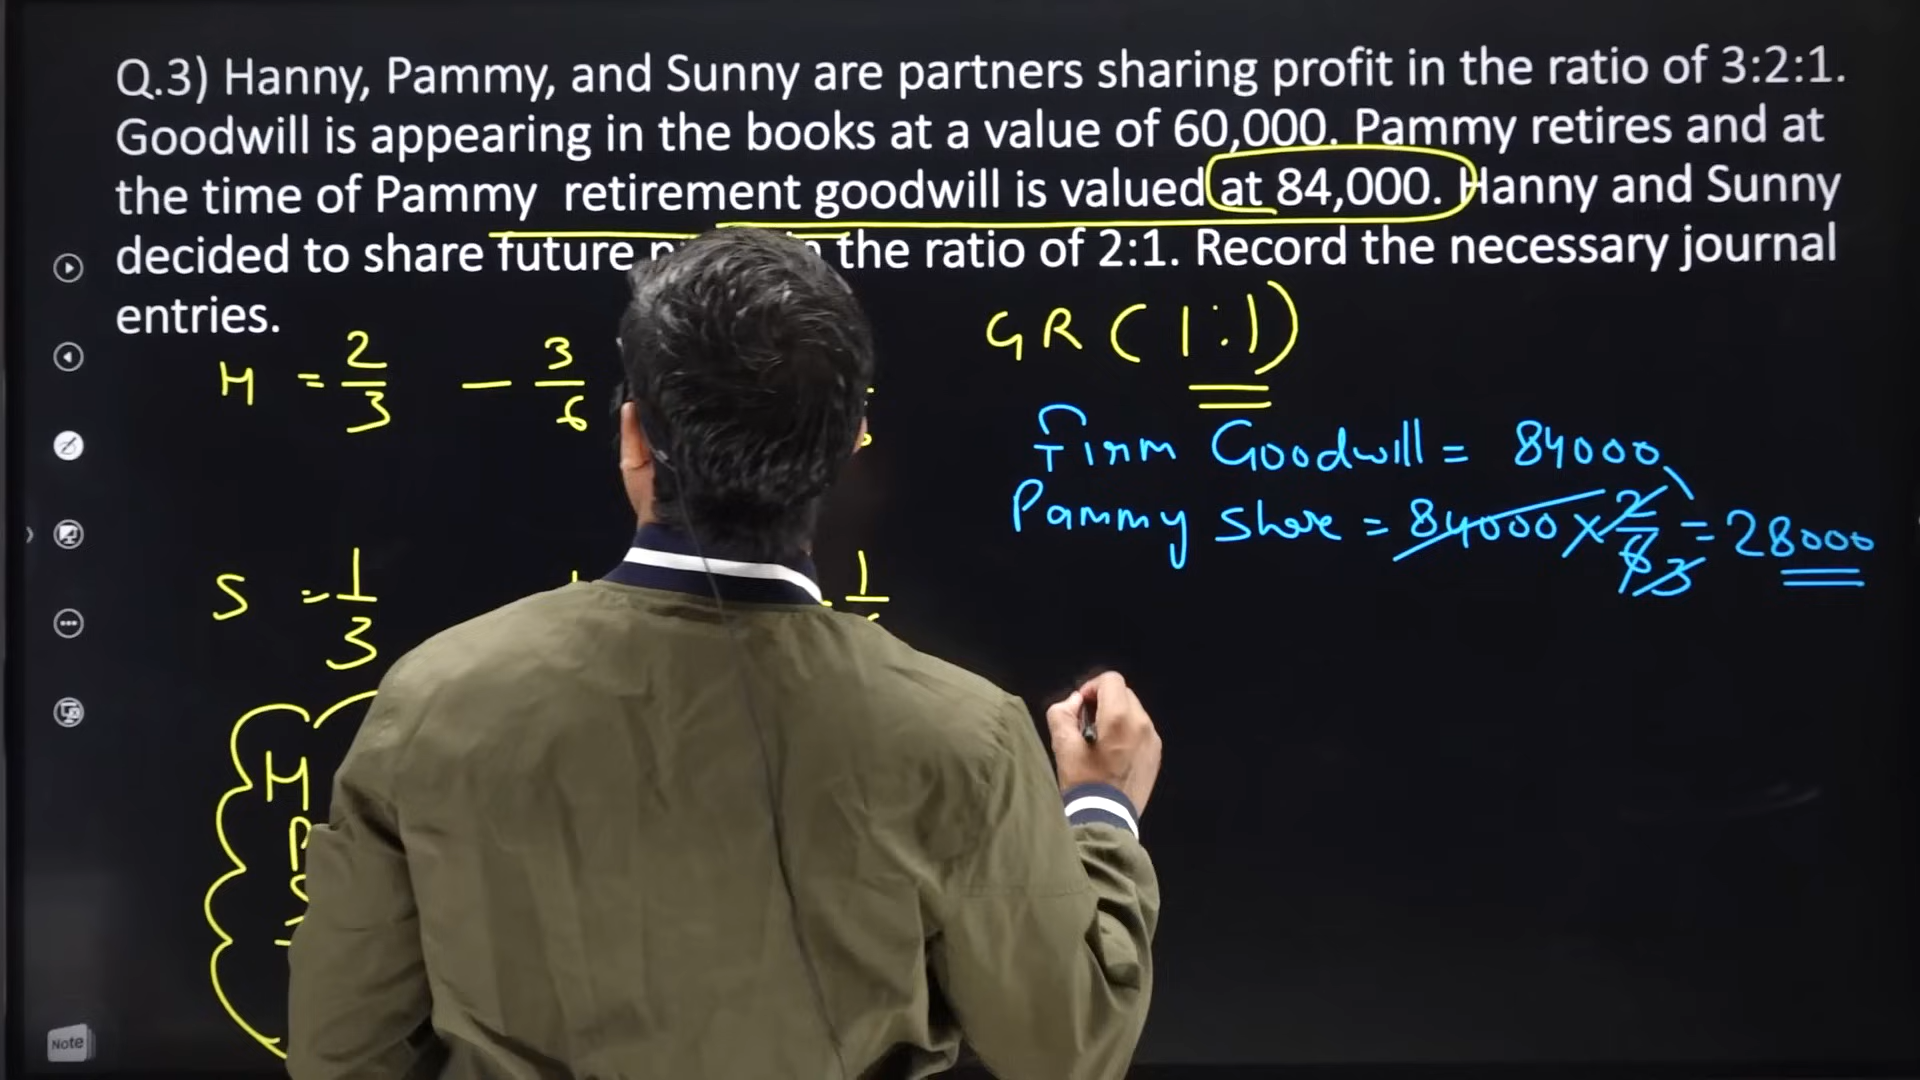 Q.3) Hanny, Pammy, and Sunny are partners sharing profit in the ratio of 3:2:1.
Goodwill is appearing in the books at a value of 60,000. Pammy retires and at
the time of Pammy retirement goodwill is valued at 84,000. Hanny and Sunny
decided to share future the ratio of 2:1. Record the necessary journal
entries.
GR (1:1)
H = 2/3 - 3/6
Firm Goodwill = 84000
Pammy Share = 84000 x 2/6 3 = 28000
S = 1/3
H
P